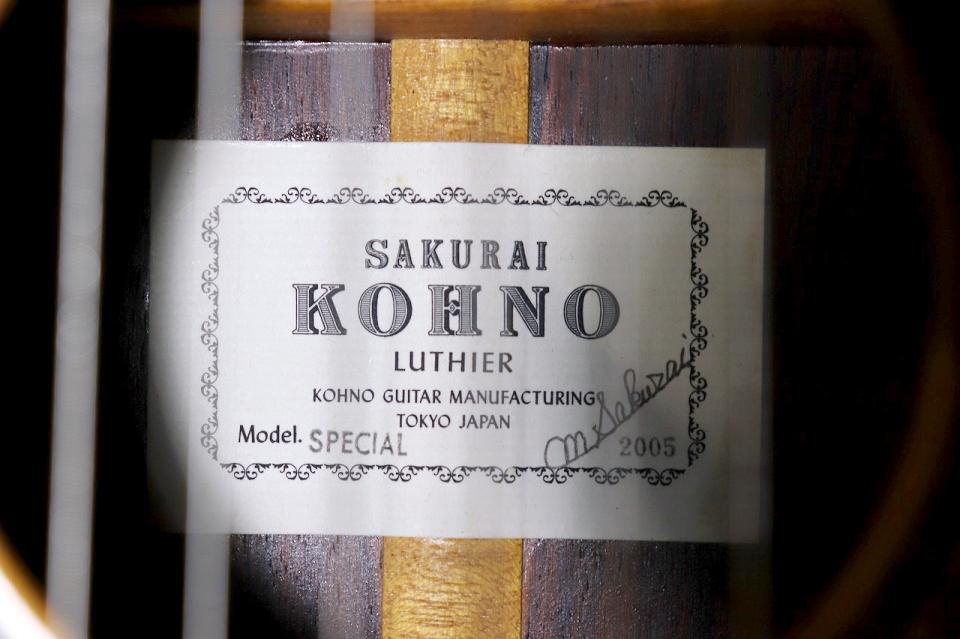 SAKURAI
KOHNO
LUTHIER
KOHNO GUITAR MANUFACTURING
TOKYO JAPAN
Model. SPECIAL
M. Sakurai
2005